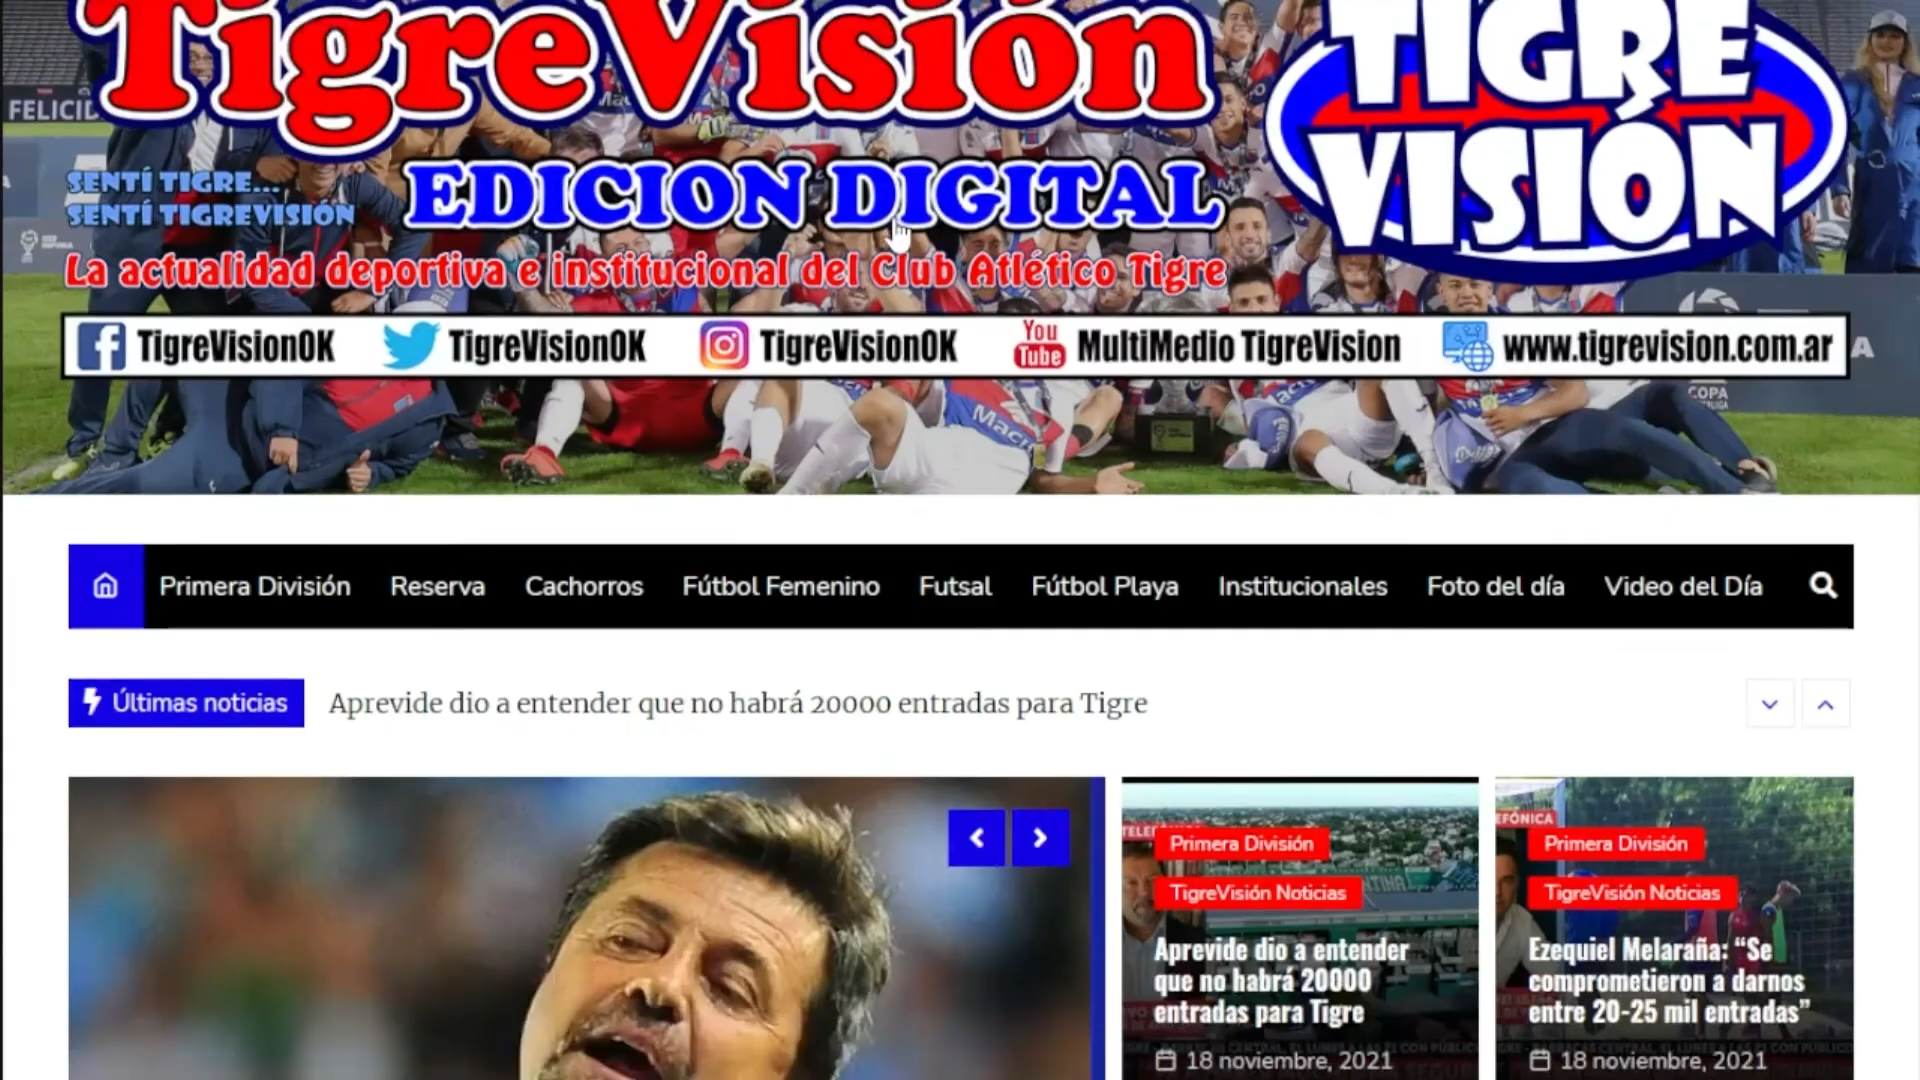 TigreVisión
TIGRE
VISIÓN
FELICID
SENTÍ TIGRE...
SENTÍ TIGREVISIÓN
EDICION DIGITAL
La actualidad deportiva e institucional del Club Atlético Tigre
TigreVisionOK
TigreVisionOK
TigreVisionOK
You
Tube
MultiMedio TigreVision
www.tigrevision.com.ar
COPA
Primera División
Reserva
Cachorros
Fútbol Femenino
Futsal
Fútbol Playa
Institucionales
Foto del día
Video del Día
Últimas noticias
Aprevide dio a entender que no habrá 20000 entradas para Tigre
Primera División
TigreVisión Noticias
Aprevide dio a entender
que no habrá 20000
entradas para Tigre
18 noviembre, 2021
EFÓNICA
Primera División
TigreVisión Noticias
Ezequiel Melaraña: “Se
comprometieron a darnos
entre 20-25 mil entradas”
18 noviembre, 2021